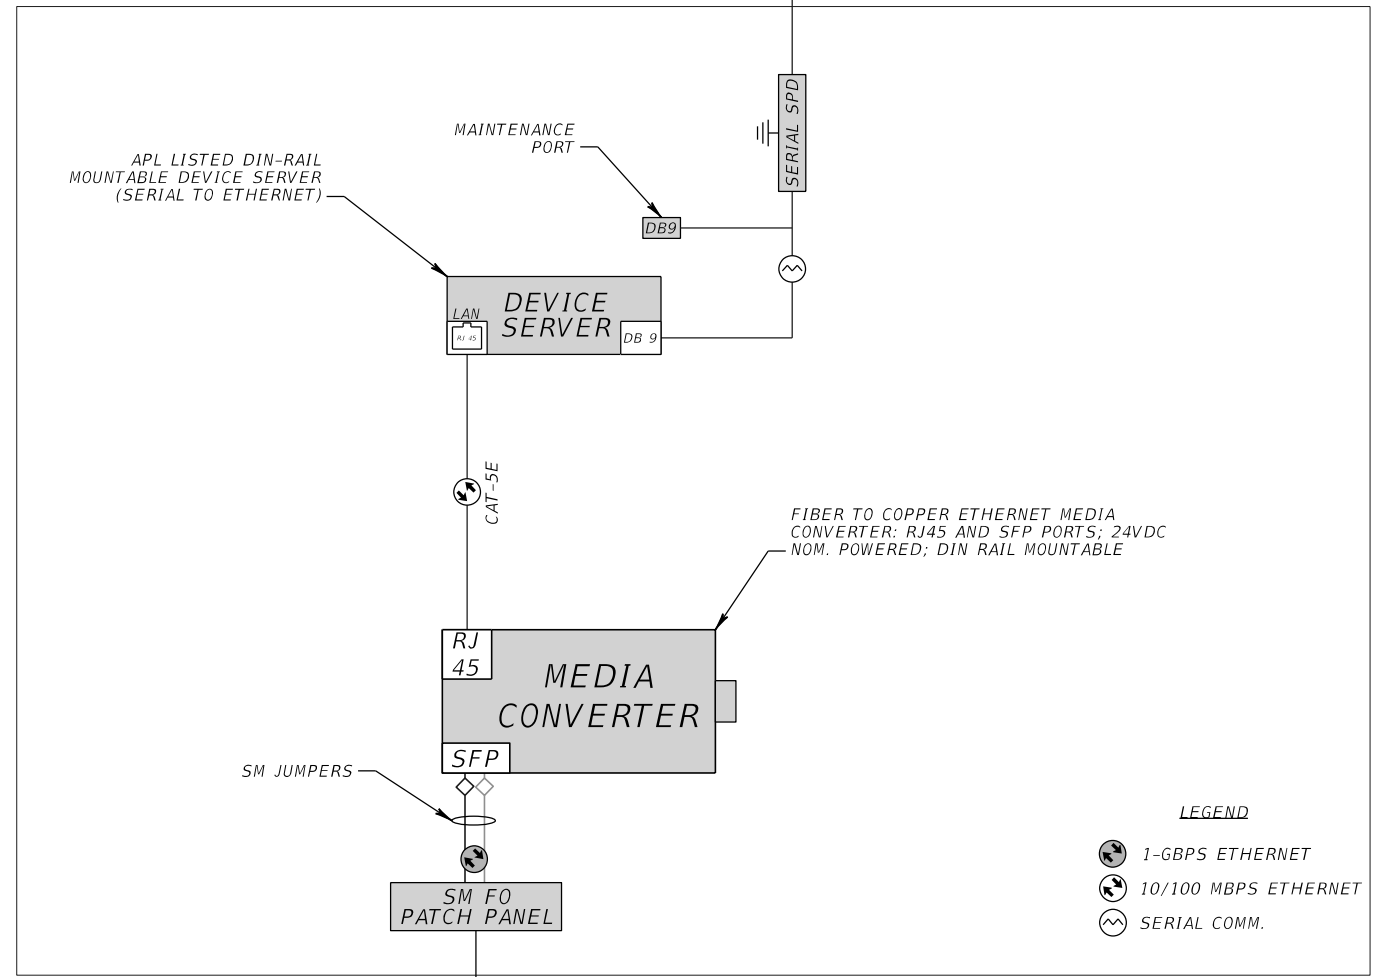 SERIAL SPD
MAINTENANCE
PORT
APL LISTED DIN-RAIL
MOUNTABLE DEVICE SERVER
(SERIAL TO ETHERNET)
DB9
DEVICE
SERVER
LAN
RJ 45
DB 9
CAT-5E
FIBER TO COPPER ETHERNET MEDIA
CONVERTER: RJ45 AND SFP PORTS; 24VDC
NOM. POWERED; DIN RAIL MOUNTABLE
RJ
45
MEDIA
CONVERTER
SFP
SM JUMPERS
SM FO
PATCH PANEL
LEGEND
1-GBPS ETHERNET
10/100 MBPS ETHERNET
SERIAL COMM.